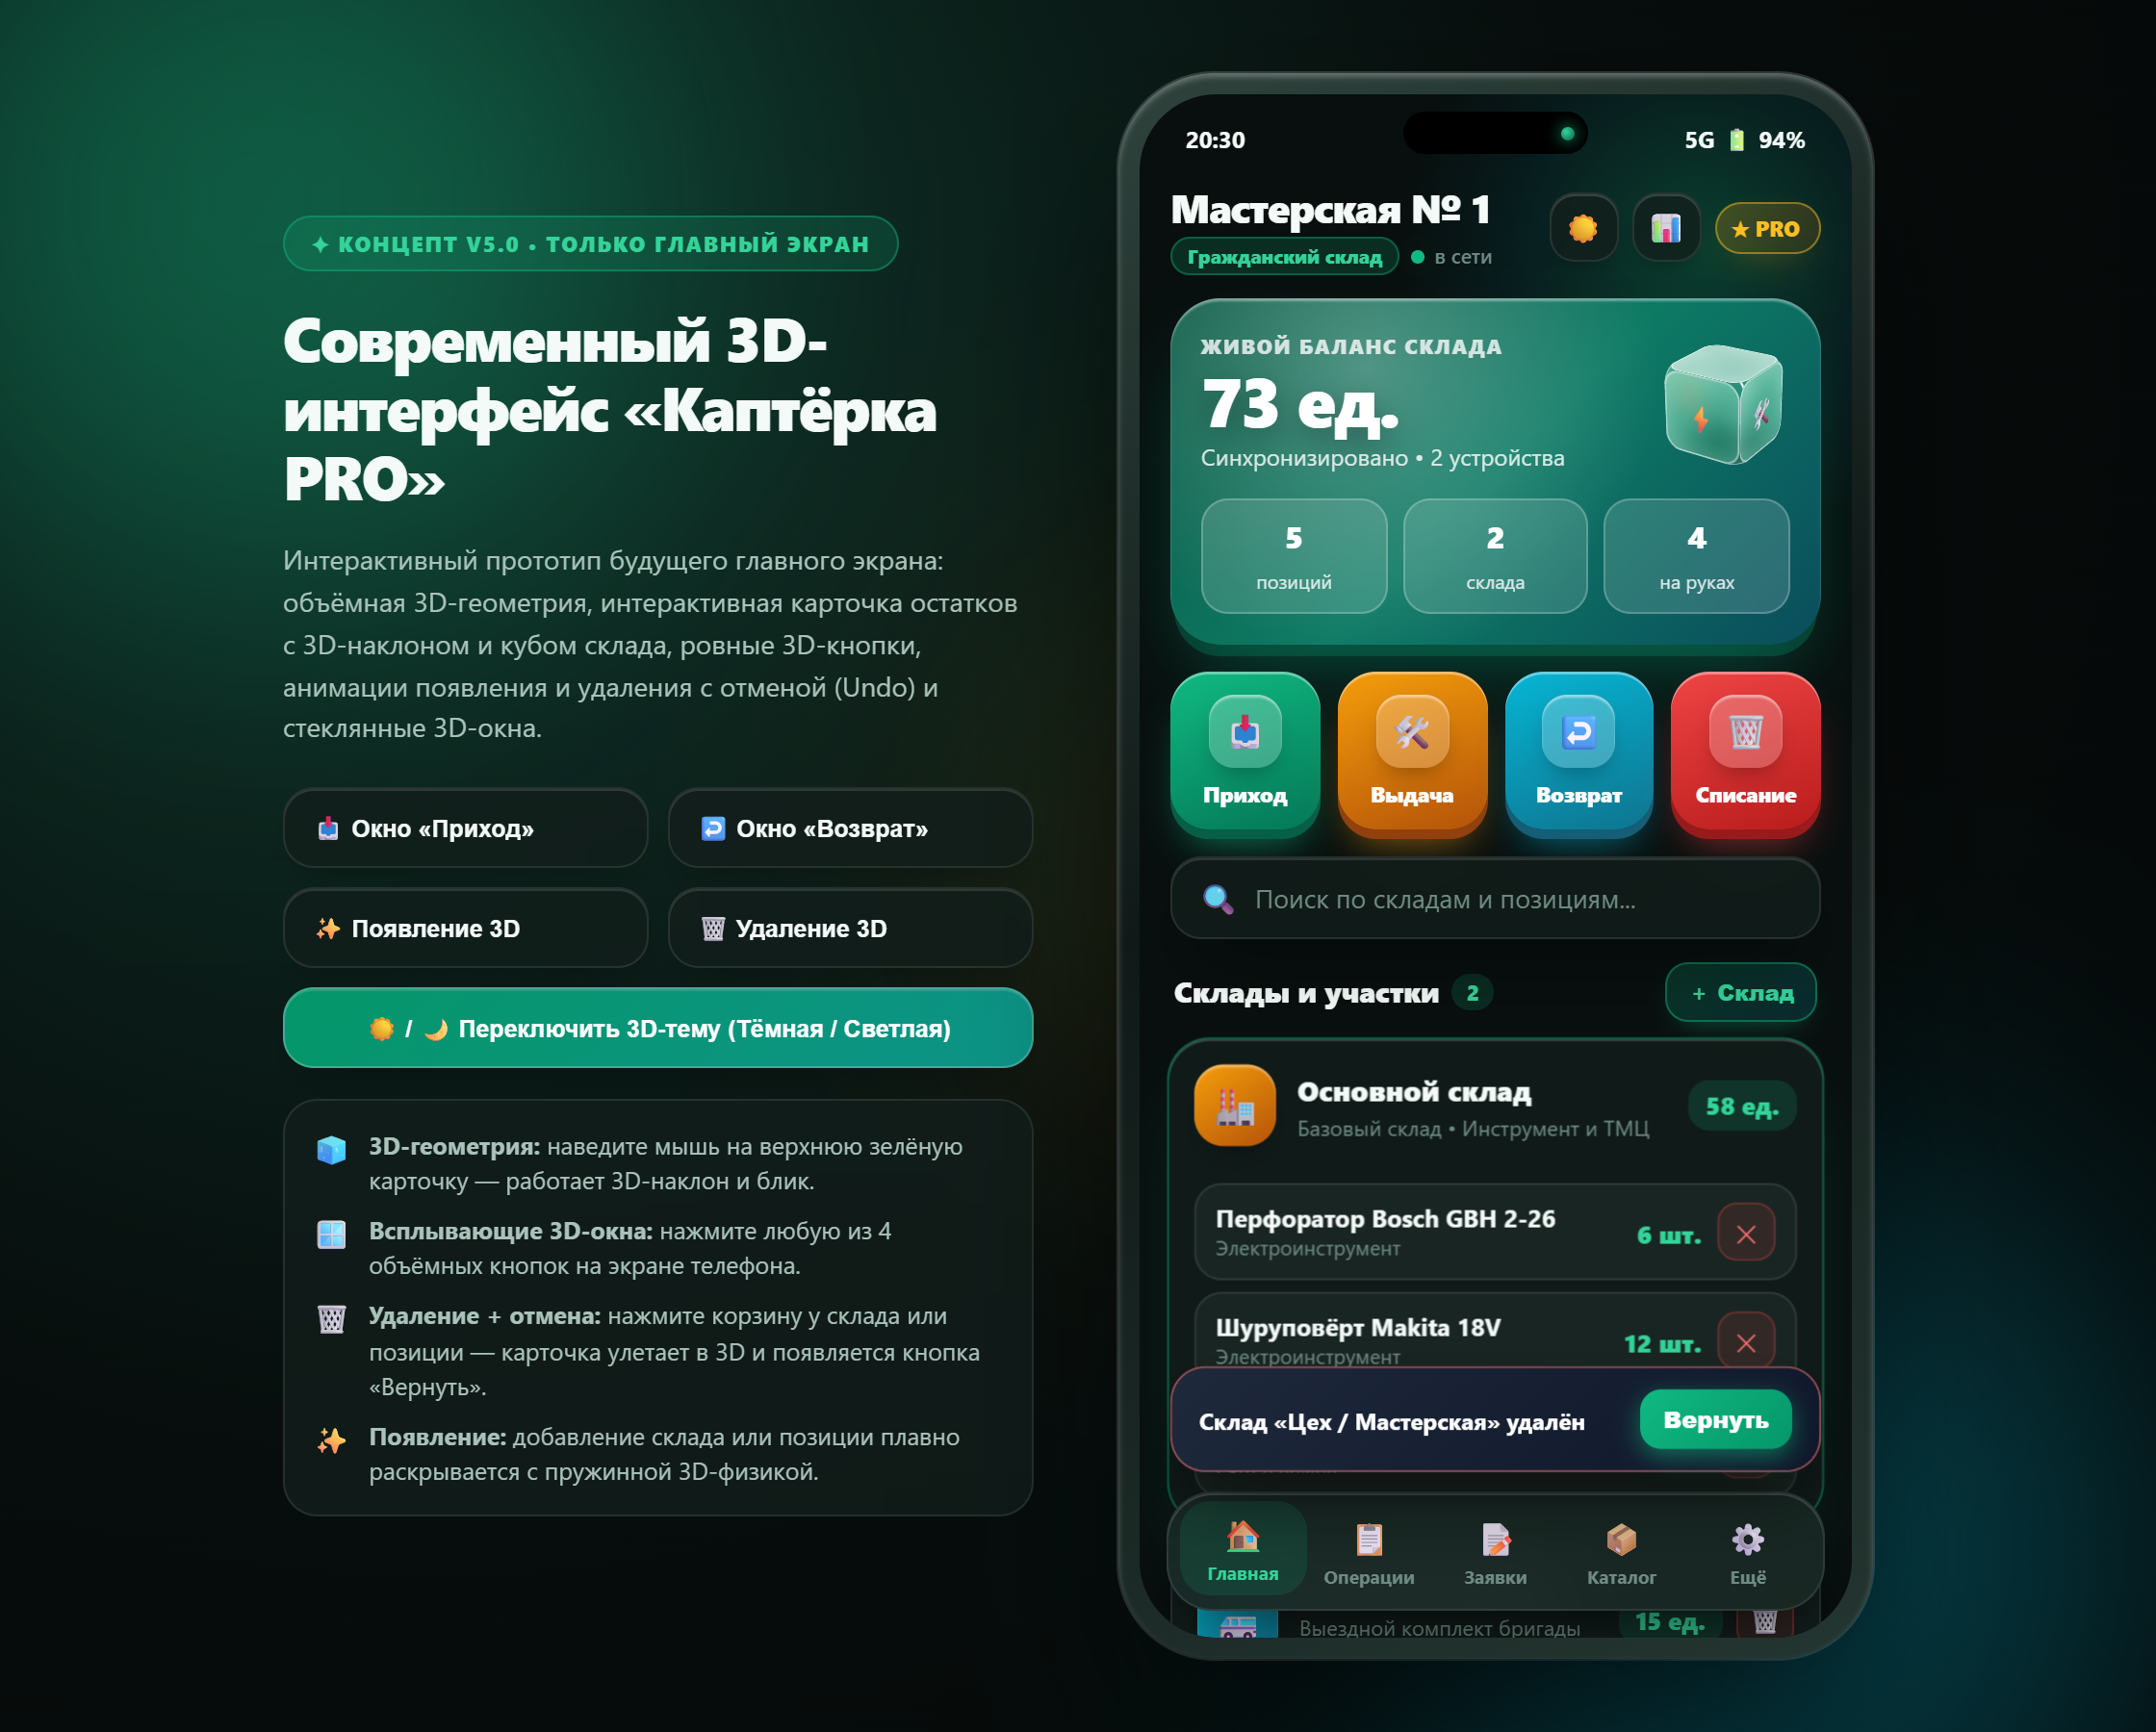 ✦ КОНЦЕПТ V5.0 • ТОЛЬКО ГЛАВНЫЙ ЭКРАН
Современный 3D-
интерфейс «Каптёрка
PRO»
Интерактивный прототип будущего главного экрана:
объёмная 3D-геометрия, интерактивная карточка остатков
с 3D-наклоном и кубом склада, ровные 3D-кнопки,
анимации появления и удаления с отменой (Undo) и
стеклянные 3D-окна.
Окно «Приход»
Окно «Возврат»
Появление 3D
Удаление 3D
/ Переключить 3D-тему (Тёмная / Светлая)
3D-геометрия: наведите мышь на верхнюю зелёную
карточку — работает 3D-наклон и блик.
Всплывающие 3D-окна: нажмите любую из 4
объёмных кнопок на экране телефона.
Удаление + отмена: нажмите корзину у склада или
позиции — карточка улетает в 3D и появляется кнопка
«Вернуть».
Появление: добавление склада или позиции плавно
раскрывается с пружинной 3D-физикой.
20:30
5G 94%
Мастерская № 1
Гражданский склад
в сети
★ PRO
ЖИВОЙ БАЛАНС СКЛАДА
73 ед.
Синхронизировано • 2 устройства
5
позиций
2
склада
4
на руках
Приход
Выдача
Возврат
Списание
Поиск по складам и позициям...
Склады и участки 2
+ Склад
Основной склад
Базовый склад • Инструмент и ТМЦ
58 ед.
Перфоратор Bosch GBH 2-26
Электроинструмент
6 шт.
Шуруповёрт Makita 18V
Электроинструмент
12 шт.
Склад «Цех / Мастерская» удалён
Вернуть
Главная
Операции
Заявки
Каталог
Ещё
Выездной комплект бригады
15 ед.